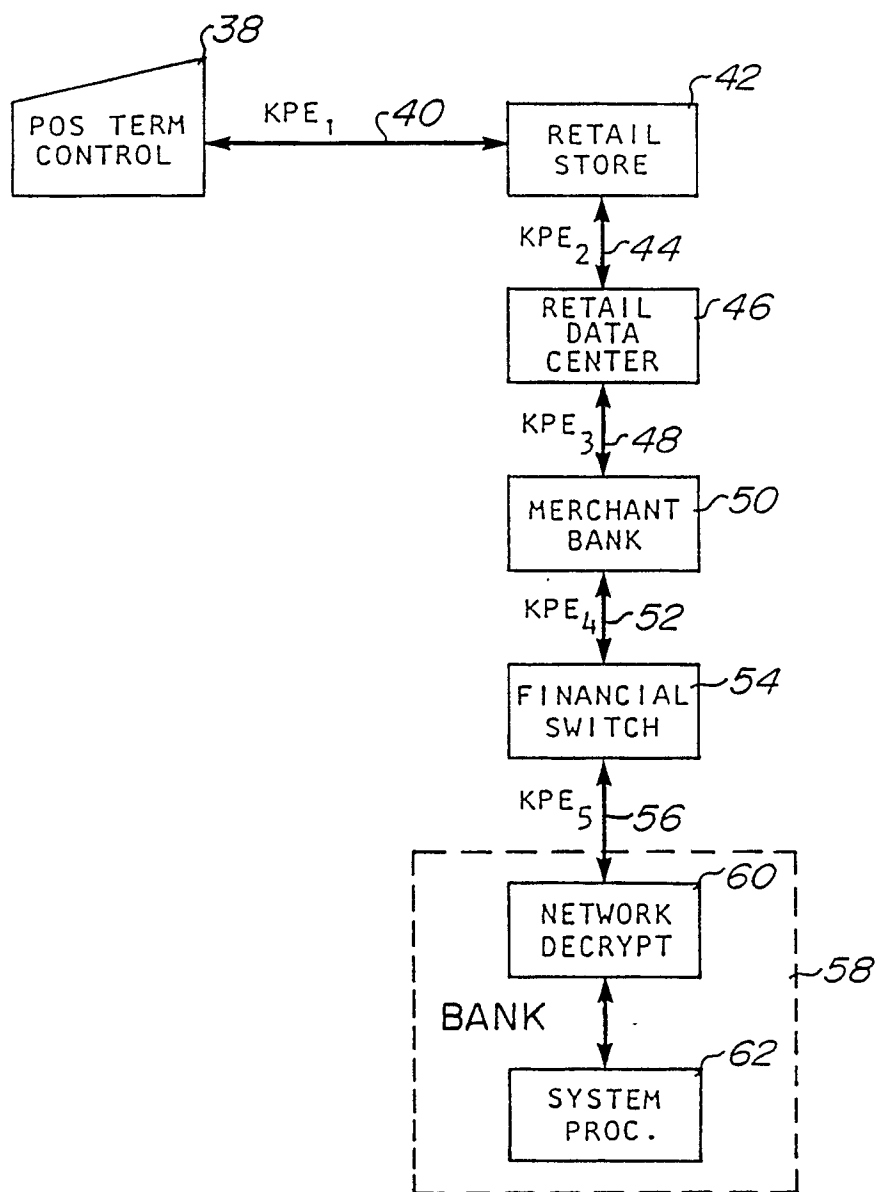 38
POS TERM
CONTROL
KPE₁
40
42
RETAIL
STORE
KPE₂
44
RETAIL
DATA
CENTER
46
KPE₃
48
MERCHANT
BANK
50
KPE₄
52
FINANCIAL
SWITCH
54
KPE₅
56
60
NETWORK
DECRYPT
58
BANK
62
SYSTEM
PROC.